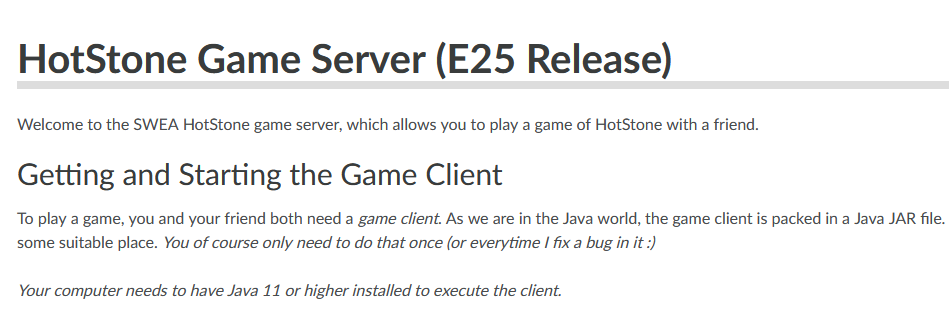 HotStone Game Server (E25 Release)
Welcome to the SWEA HotStone game server, which allows you to play a game of HotStone with a friend.
Getting and Starting the Game Client
To play a game, you and your friend both need a game client. As we are in the Java world, the game client is packed in a Java JAR file.
some suitable place. You of course only need to do that once (or everytime I fix a bug in it :)
Your computer needs to have Java 11 or higher installed to execute the client.